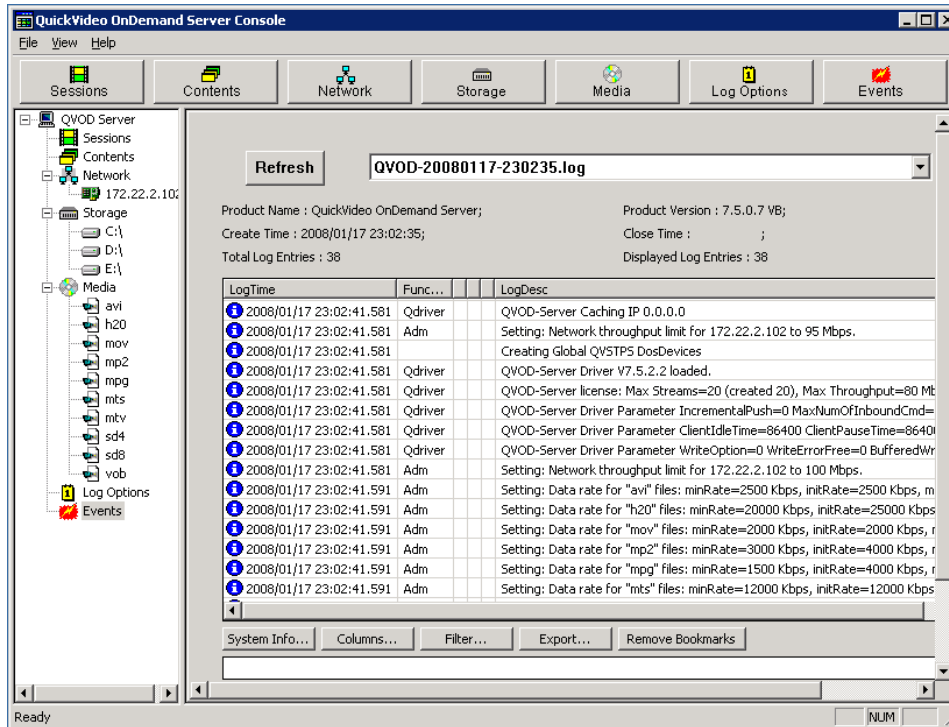 QuickVideo OnDemand Server Console
File View Help
Sessions Contents Network Storage Media Log Options Events
QVOD Server
Sessions
Contents
Network
172.22.2.102
Storage
C:\
D:\
E:\
Media
avi
h20
mov
mp2
mpg
mts
mtv
sd4
sd8
vob
Log Options
Events
Refresh QVOD-20080117-230235.log
Product Name : QuickVideo OnDemand Server; Product Version : 7.5.0.7 VB;
Create Time : 2008/01/17 23:02:35; Close Time : ;
Total Log Entries : 38 Displayed Log Entries : 38
LogTime Func... LogDesc
2008/01/17 23:02:41.581 Qdriver QVOD-Server Caching IP 0.0.0.0
2008/01/17 23:02:41.581 Adm Setting: Network throughput limit for 172.22.2.102 to 95 Mbps.
2008/01/17 23:02:41.581 Creating Global QVSTPS DosDevices
2008/01/17 23:02:41.581 Qdriver QVOD-Server Driver V7.5.2.2 loaded.
2008/01/17 23:02:41.581 Qdriver QVOD-Server license: Max Streams=20 (created 20), Max Throughput=80 Mb
2008/01/17 23:02:41.581 Qdriver QVOD-Server Driver Parameter IncrementalPush=0 MaxNumOfInboundCmd=
2008/01/17 23:02:41.581 Qdriver QVOD-Server Driver Parameter ClientIdleTime=86400 ClientPauseTime=8640
2008/01/17 23:02:41.581 Qdriver QVOD-Server Driver Parameter WriteOption=0 WriteErrorFree=0 BufferedWr
2008/01/17 23:02:41.581 Adm Setting: Network throughput limit for 172.22.2.102 to 100 Mbps.
2008/01/17 23:02:41.591 Adm Setting: Data rate for "avi" files: minRate=2500 Kbps, initRate=2500 Kbps, m
2008/01/17 23:02:41.591 Adm Setting: Data rate for "h20" files: minRate=20000 Kbps, initRate=25000 Kbps
2008/01/17 23:02:41.591 Adm Setting: Data rate for "mov" files: minRate=2000 Kbps, initRate=2000 Kbps, r
2008/01/17 23:02:41.591 Adm Setting: Data rate for "mp2" files: minRate=3000 Kbps, initRate=4000 Kbps, r
2008/01/17 23:02:41.591 Adm Setting: Data rate for "mpg" files: minRate=1500 Kbps, initRate=4000 Kbps, r
2008/01/17 23:02:41.591 Adm Setting: Data rate for "mts" files: minRate=12000 Kbps, initRate=12000 Kbps
System Info... Columns... Filter... Export... Remove Bookmarks
Ready NUM